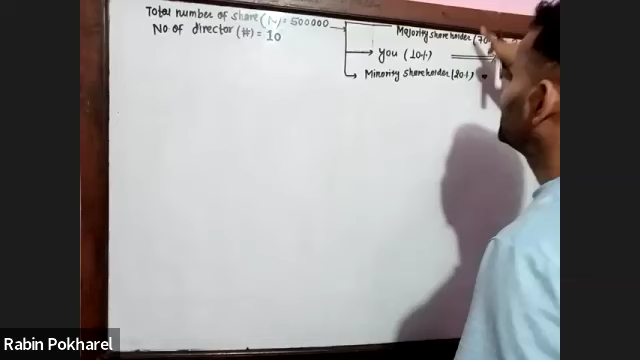 Total number of share (N) = 500000
No of director (#) = 10
Majority shareholder (70
you (10%)
Minority shareholder (20%)
Rabin Pokharel